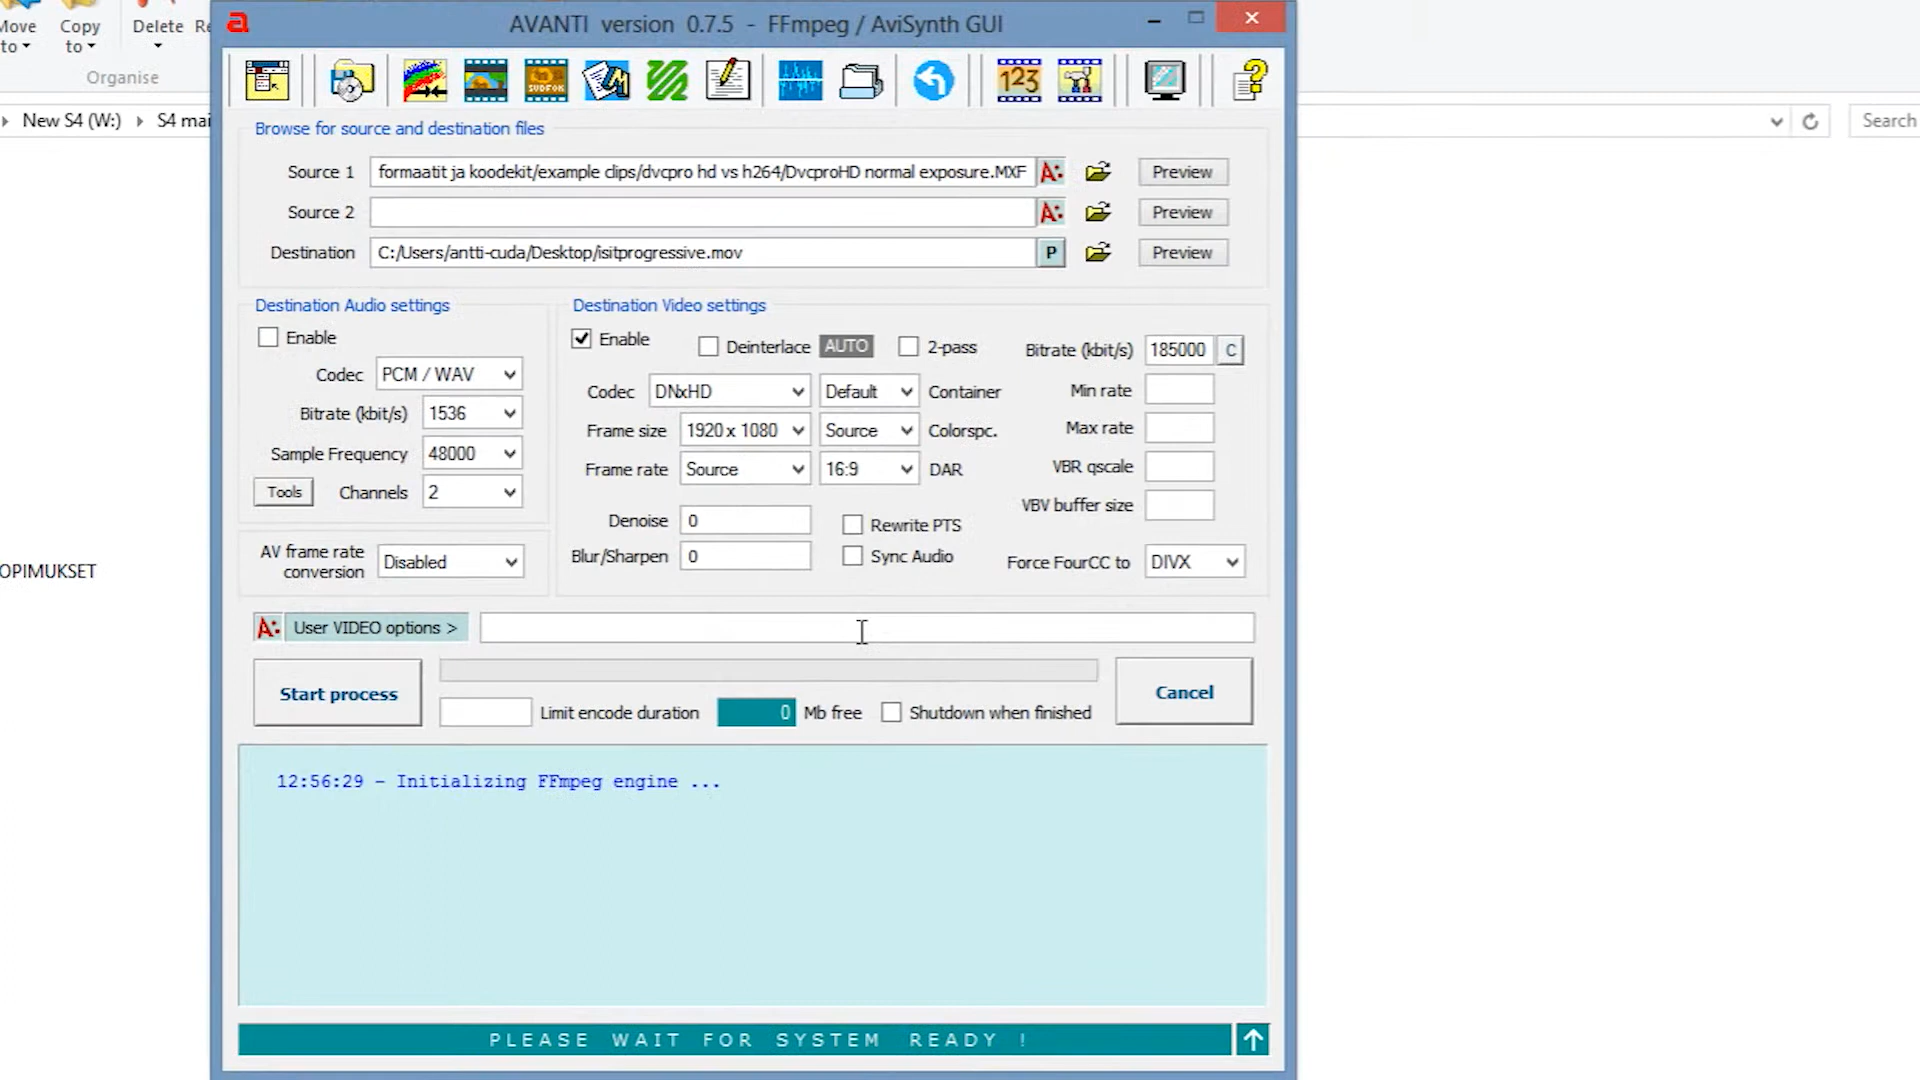 Move
to
Copy
to
Delete
Re
Organise
New S4 (W:)
S4 mai
Search
OPIMUKSET
a
AVANTI version 0.7.5 - FFmpeg / AviSynth GUI
SVDFOK
123
Browse for source and destination files
Source 1 formaatit ja koodekit/example clips/dvcpro hd vs h264/DvcproHD normal exposure.MXF A: Preview
Source 2 A: Preview
Destination C:/Users/antti-cuda/Desktop/isitprogressive.mov P Preview
Destination Audio settings
Enable
Codec PCM / WAV
Bitrate (kbit/s) 1536
Sample Frequency 48000
Tools Channels 2
AV frame rate
conversion Disabled
Destination Video settings
Enable Deinterlace AUTO 2-pass Bitrate (kbit/s) 185000 C
Codec DNxHD Default Container Min rate
Frame size 1920 x 1080 Source Colorspc. Max rate
Frame rate Source 16:9 DAR VBR qscale
VBV buffer size
Denoise 0 Rewrite PTS
Blur/Sharpen 0 Sync Audio Force FourCC to DIVX
A: User VIDEO options >
Start process
Limit encode duration 0 Mb free Shutdown when finished
Cancel
12:56:29 - Initializing FFmpeg engine ...
PLEASE WAIT FOR SYSTEM READY !